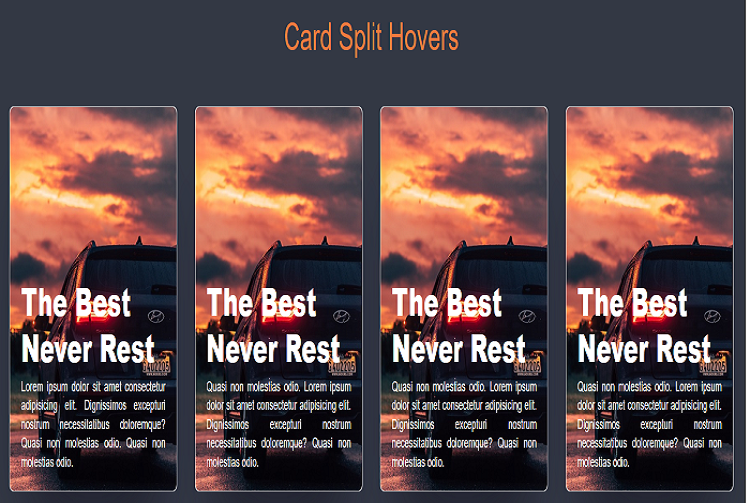 Card Split Hovers
The Best
Never Rest
Lorem ipsum dolor sit amet consectetur
adipisicing elit. Dignissimos excepturi
nostrum necessitatibus doloremque?
Quasi non molestias odio. Quasi non
molestias odio.
The Best
Never Rest
Quasi non molestias odio. Lorem ipsum
dolor sit amet consectetur adipisicing elit.
Dignissimos excepturi nostrum
necessitatibus doloremque? Quasi non
molestias odio.
The Best
Never Rest
Quasi non molestias odio. Lorem ipsum
dolor sit amet consectetur adipisicing elit.
Dignissimos excepturi nostrum
necessitatibus doloremque? Quasi non
molestias odio.
The Best
Never Rest
Quasi non molestias odio. Lorem ipsum
dolor sit amet consectetur adipisicing elit.
Dignissimos excepturi nostrum
necessitatibus doloremque? Quasi non
molestias odio.